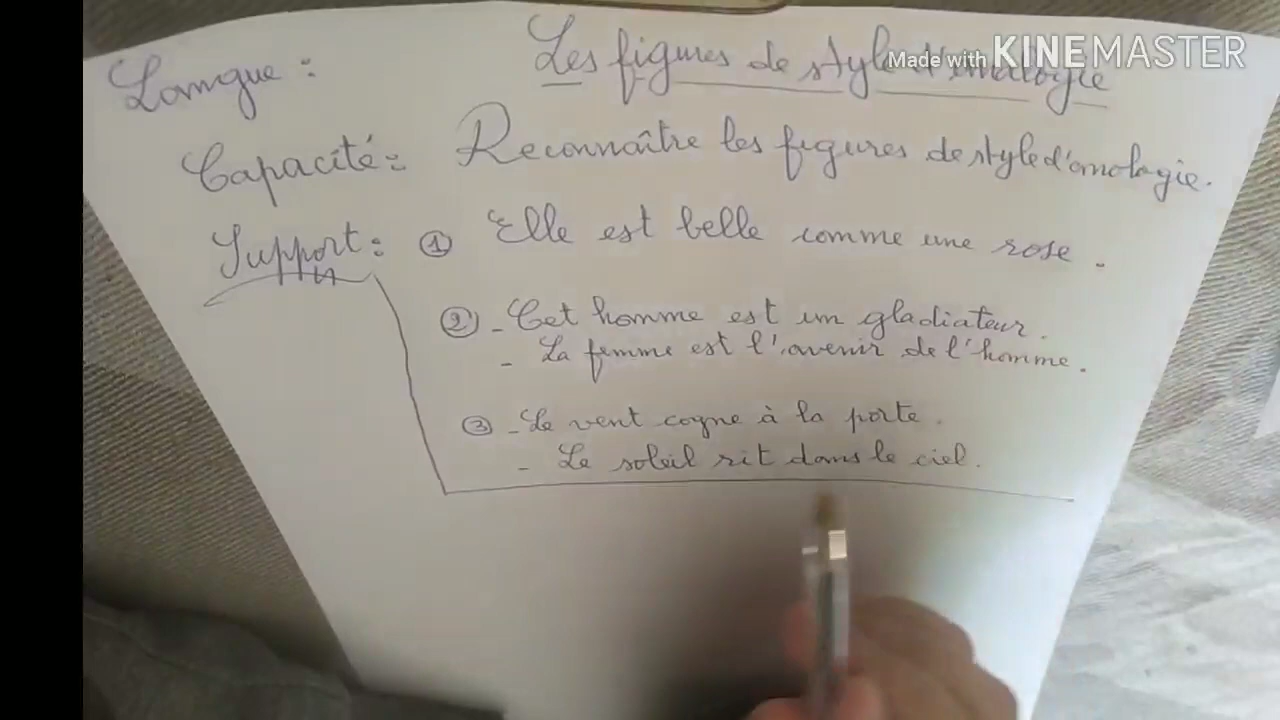 Langue :
Les figures de style d'analogie
Made with KINEMASTER
Capacité : Reconnaître les figures de style d'anologie.
Support : ① Elle est belle comme une rose.
② - Cet homme est un gladiateur.
- La femme est l'avenir de l'homme.
③ - Le vent cogne à la porte.
- Le soleil rit dans le ciel.